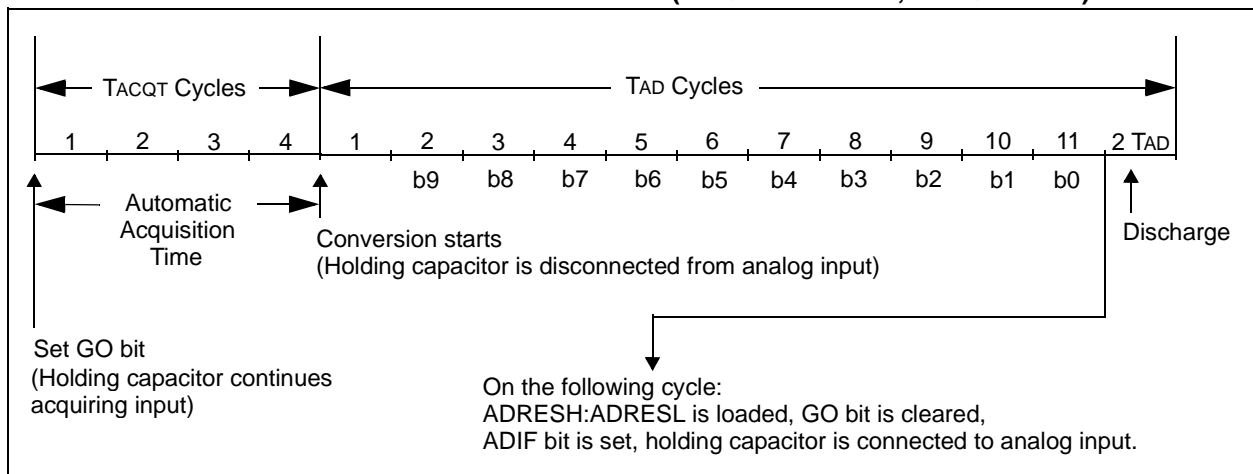 TACQT Cycles
TAD Cycles
1 2 3 4 1 2 3 4 5 6 7 8 9 10 11 2 TAD
b9 b8 b7 b6 b5 b4 b3 b2 b1 b0
Automatic
Acquisition
Time
Conversion starts
(Holding capacitor is disconnected from analog input)
Discharge
Set GO bit
(Holding capacitor continues
acquiring input)
On the following cycle:
ADRESH:ADRESL is loaded, GO bit is cleared,
ADIF bit is set, holding capacitor is connected to analog input.